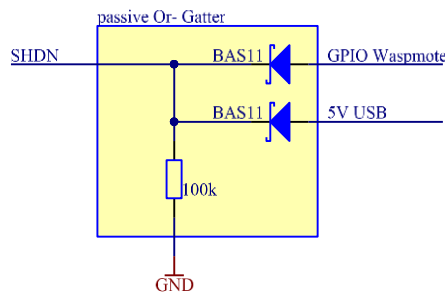 passive Or- Gatter
SHDN
BAS11
GPIO Waspmote
BAS11
5V USB
100k
GND